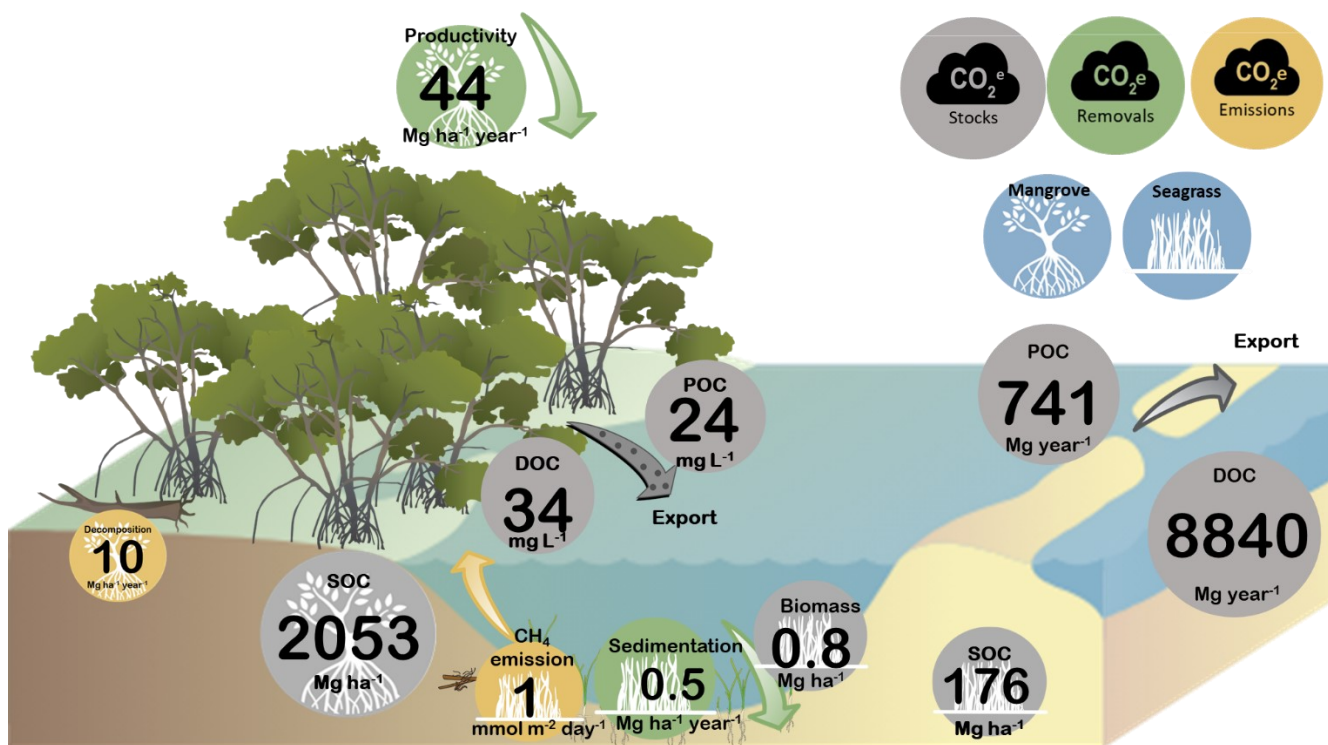 Productivity
44
Mg ha⁻¹ year⁻¹
CO₂e
Stocks
CO₂e
Removals
CO₂e
Emissions
Mangrove
Seagrass
POC
741
Mg year⁻¹
Export
POC
24
mg L⁻¹
DOC
34
mg L⁻¹
Export
DOC
8840
Mg year⁻¹
Decomposition
10
Mg ha⁻¹ year⁻¹
SOC
2053
Mg ha⁻¹
CH₄
emission
1
mmol m⁻² day⁻¹
Sedimentation
0.5
Mg ha⁻¹ year⁻¹
Biomass
0.8
Mg ha⁻¹
SOC
176
Mg ha⁻¹